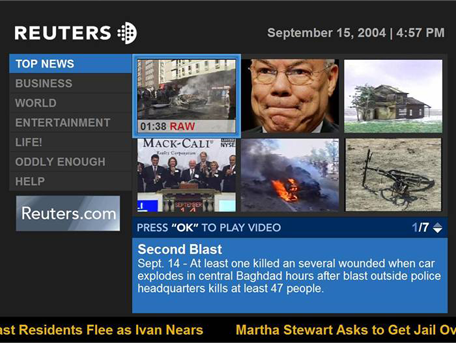 REUTERS
September 15, 2004 | 4:57 PM
TOP NEWS
BUSINESS
WORLD
ENTERTAINMENT
LIFE!
ODDLY ENOUGH
HELP
Reuters.com
01:38 RAW
MACK-CALI
NYSE
SEPTEMBER
14
PRESS "OK" TO PLAY VIDEO
1/7
Second Blast
Sept. 14 - At least one killed an several wounded when car
explodes in central Baghdad hours after blast outside police
headquarters kills at least 47 people.
ast Residents Flee as Ivan Nears
Martha Stewart Asks to Get Jail Ov